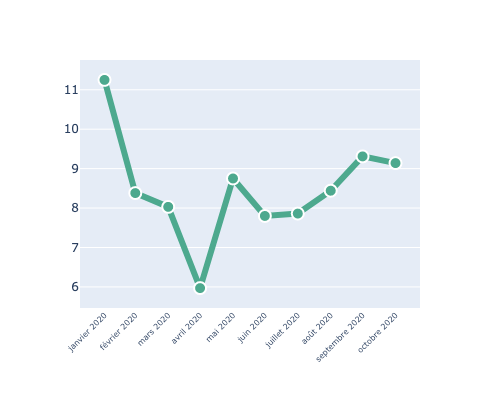 11
10
9
8
7
6
janvier 2020
février 2020
mars 2020
avril 2020
mai 2020
juin 2020
juillet 2020
août 2020
septembre 2020
octobre 2020